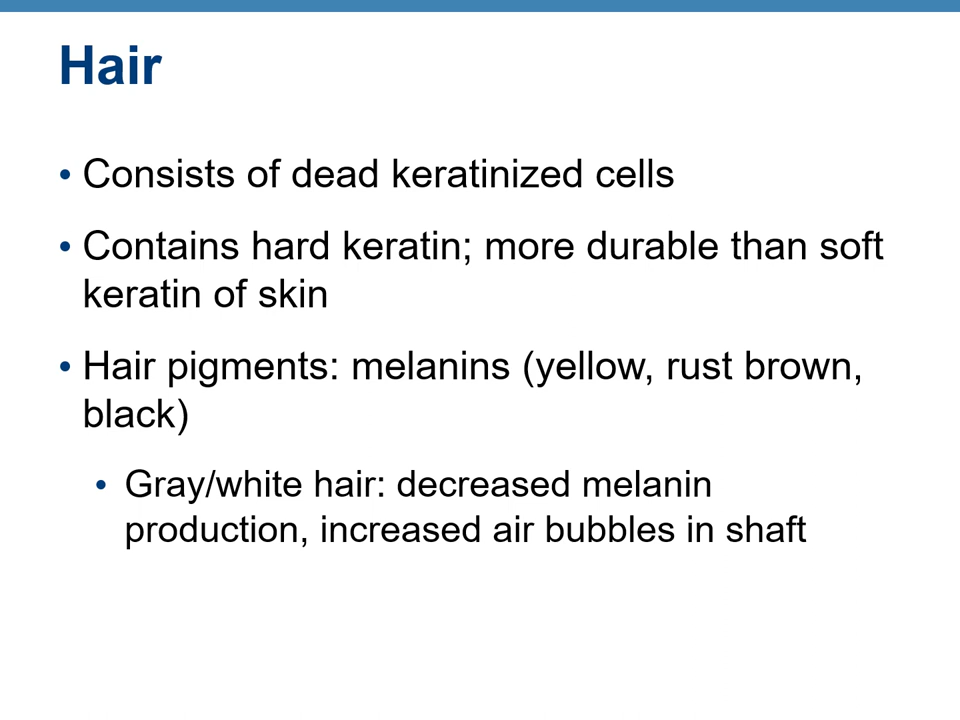 Hair
• Consists of dead keratinized cells
• Contains hard keratin; more durable than soft
keratin of skin
• Hair pigments: melanins (yellow, rust brown,
black)
• Gray/white hair: decreased melanin
production, increased air bubbles in shaft